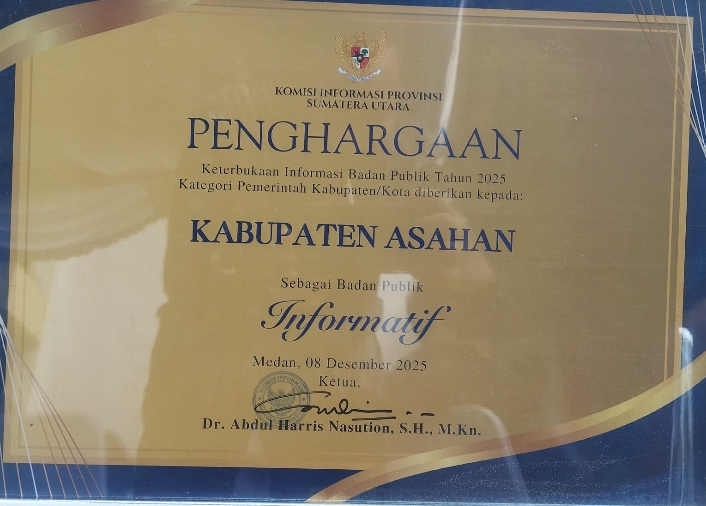 KOMISI INFORMASI PROVINSI
SUMATERA UTARA
PENGHARGAAN
Keterbukaan Informasi Badan Publik Tahun 2025
Kategori Pemerintah Kabupaten/Kota diberikan kepada:
KABUPATEN ASAHAN
Sebagai Badan Publik
Informatif
Medan, 08 Desember 2025
Ketua,
Dr. Abdul Harris Nasution, S.H., M.Kn.